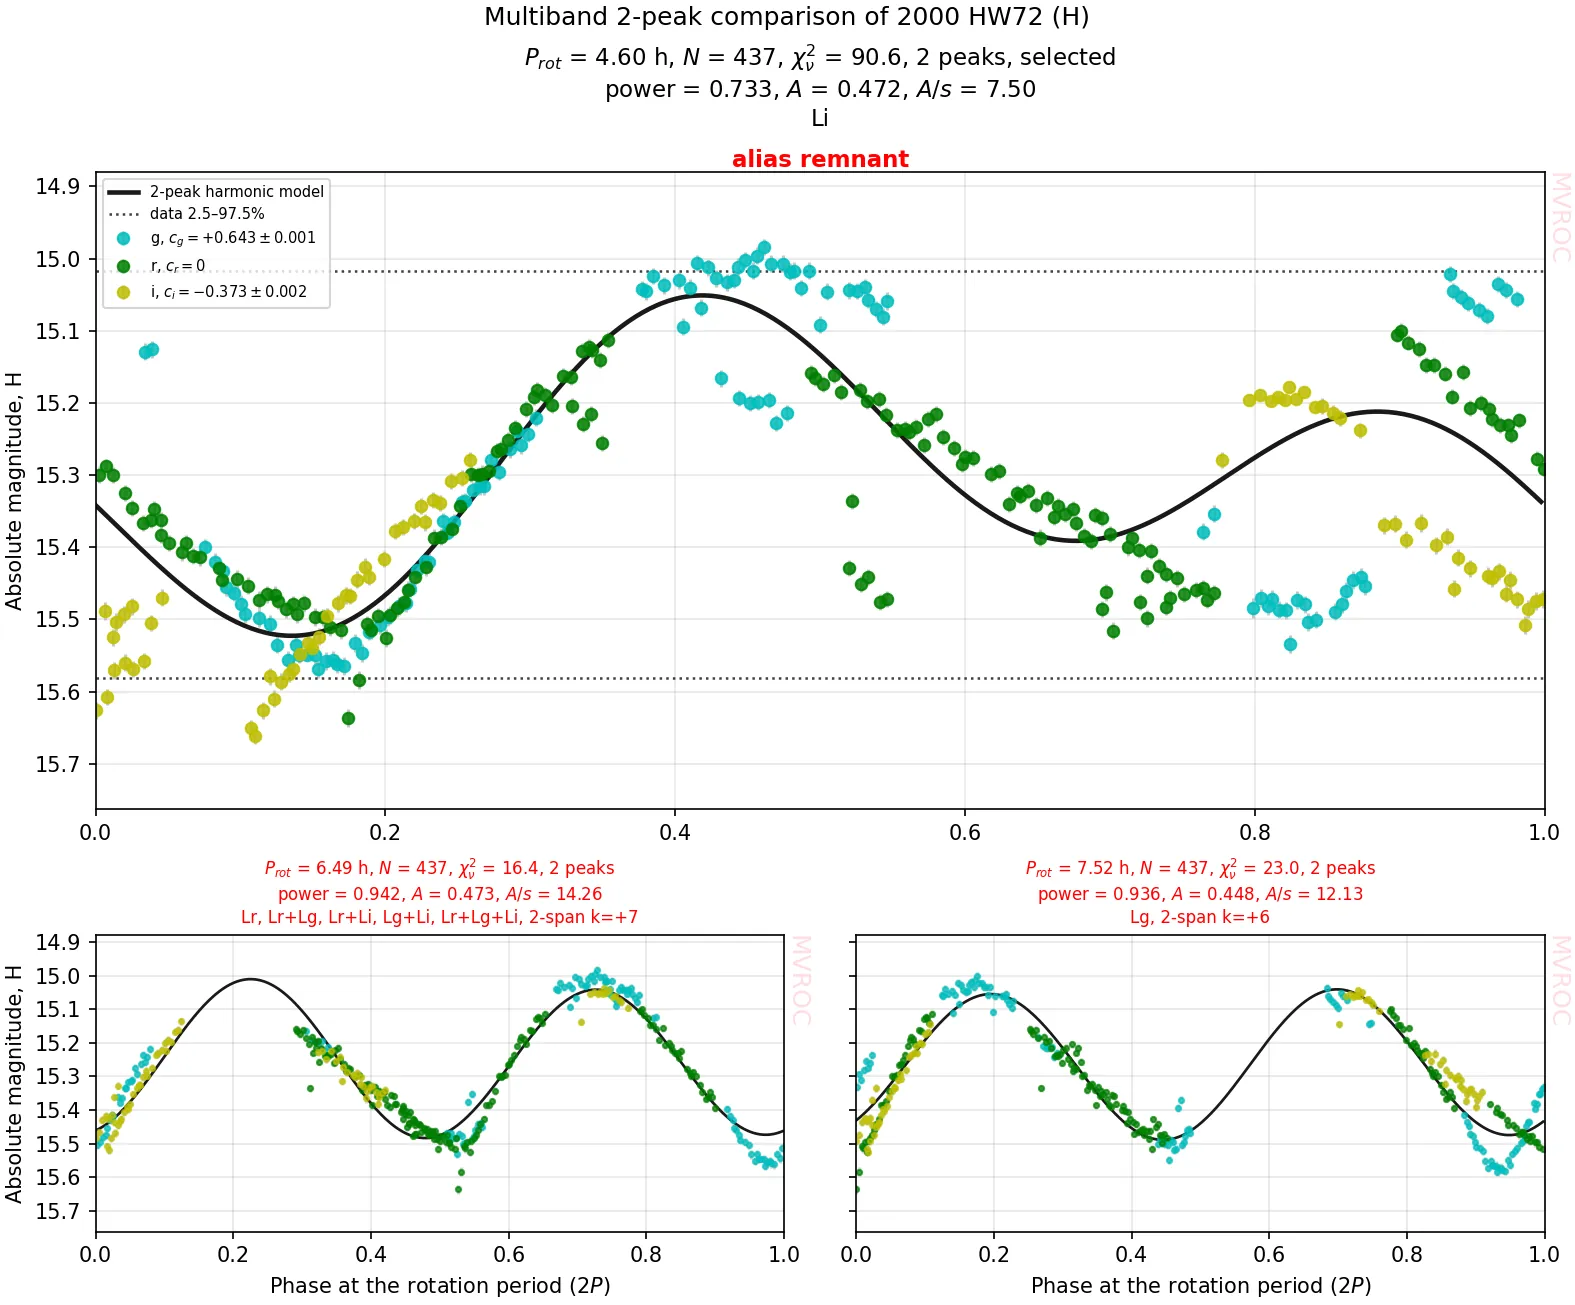 Multiband 2-peak comparison of 2000 HW72 (H)
P_rot = 4.60 h, N = 437, χ²_ν = 90.6, 2 peaks, selected
power = 0.733, A = 0.472, A/s = 7.50
Li
alias remnant
2-peak harmonic model
data 2.5–97.5%
g, c_g = +0.643 ± 0.001
r, c_r = 0
i, c_i = −0.373 ± 0.002
MVROC
Absolute magnitude, H
14.9
15.0
15.1
15.2
15.3
15.4
15.5
15.6
15.7
0.0 0.2 0.4 0.6 0.8 1.0
P_rot = 6.49 h, N = 437, χ²_ν = 16.4, 2 peaks
power = 0.942, A = 0.473, A/s = 14.26
Lr, Lr+Lg, Lr+Li, Lg+Li, Lr+Lg+Li, 2-span k=+7
MVROC
Absolute magnitude, H
14.9
15.0
15.1
15.2
15.3
15.4
15.5
15.6
15.7
0.0 0.2 0.4 0.6 0.8 1.0
Phase at the rotation period (2P)
P_rot = 7.52 h, N = 437, χ²_ν = 23.0, 2 peaks
power = 0.936, A = 0.448, A/s = 12.13
Lg, 2-span k=+6
MVROC
0.0 0.2 0.4 0.6 0.8 1.0
Phase at the rotation period (2P)